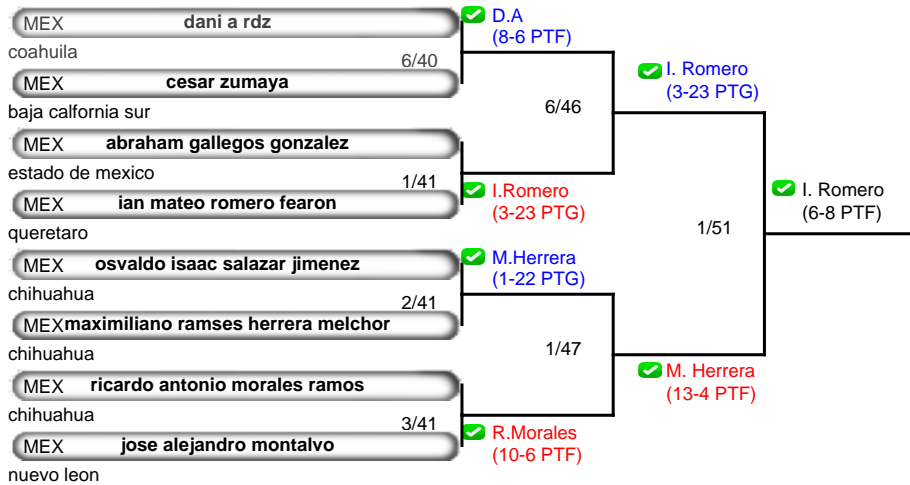 MEX dani a rdz
coahuila
6/40
MEX cesar zumaya
baja calfornia sur
MEX abraham gallegos gonzalez
estado de mexico
1/41
MEX ian mateo romero fearon
queretaro
MEX osvaldo isaac salazar jimenez
chihuahua
2/41
MEX maximiliano ramses herrera melchor
chihuahua
MEX ricardo antonio morales ramos
chihuahua
3/41
MEX jose alejandro montalvo
nuevo leon
D.A
(8-6 PTF)
6/46
I.Romero
(3-23 PTG)
M.Herrera
(1-22 PTG)
1/47
R.Morales
(10-6 PTF)
I. Romero
(3-23 PTG)
1/51
M. Herrera
(13-4 PTF)
I. Romero
(6-8 PTF)